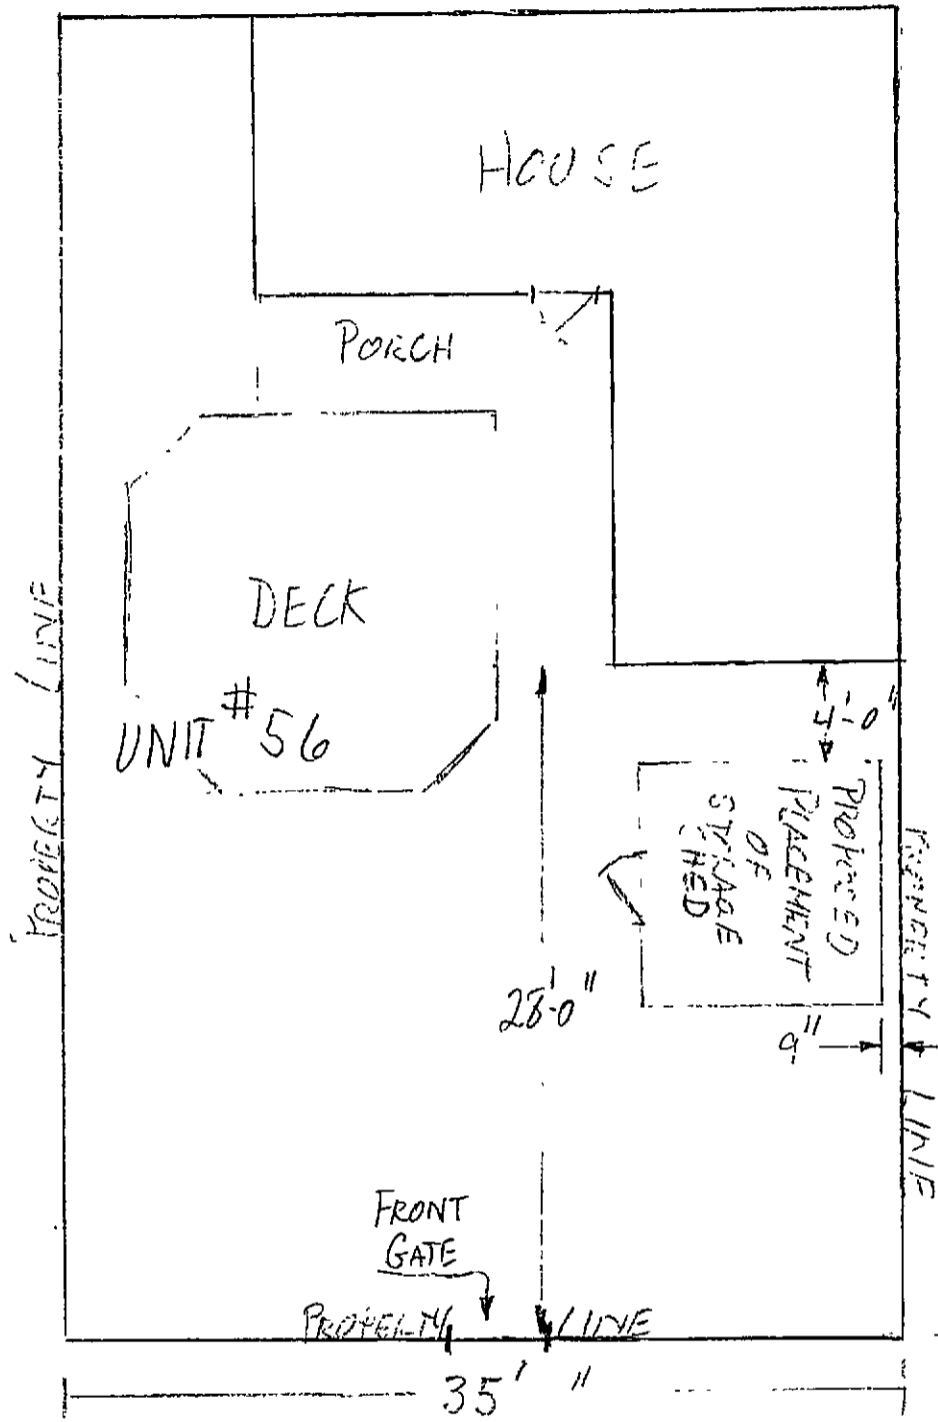 HOUSE
PORCH
DECK
UNIT #56
PROPERTY LINE
4'-0"
PROPOSED
PLACEMENT
OF
STORAGE
SHED
PROPERTY LINE
28'-0"
9"
FRONT
GATE
PROPERTY LINE
35' "